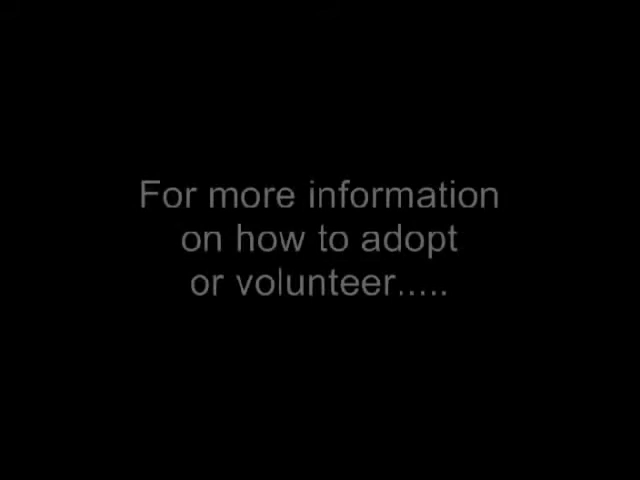 For more information
on how to adopt
or volunteer.....